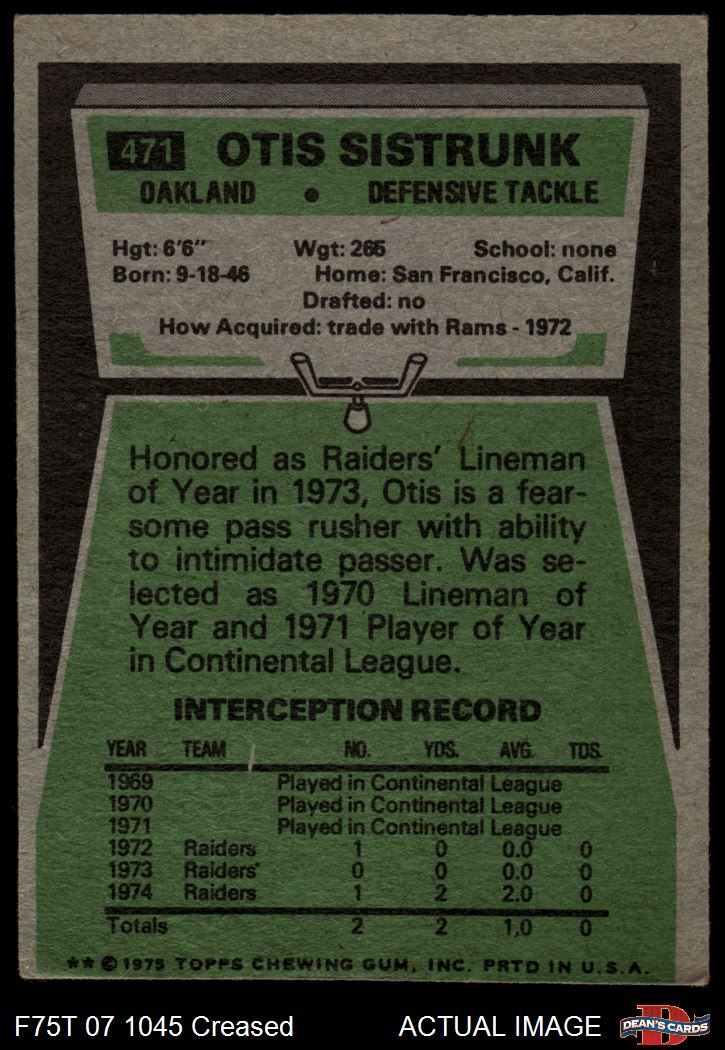 471 OTIS SISTRUNK
OAKLAND • DEFENSIVE TACKLE
Hgt: 6'6" Wgt: 265 School: none
Born: 9-18-46 Home: San Francisco, Calif.
Drafted: no
How Acquired: trade with Rams - 1972
Honored as Raiders' Lineman
of Year in 1973, Otis is a fear-
some pass rusher with ability
to intimidate passer. Was se-
lected as 1970 Lineman of
Year and 1971 Player of Year
in Continental League.
INTERCEPTION RECORD
YEAR TEAM NO. YDS. AVG. TDS.
1969 Played in Continental League
1970 Played in Continental League
1971 Played in Continental League
1972 Raiders 1 0 0.0 0
1973 Raiders 0 0 0.0 0
1974 Raiders 1 2 2.0 0
Totals 2 2 1.0 0
** © 1975 TOPPS CHEWING GUM, INC. PRTD IN U.S.A.
F75T 07 1045 Creased ACTUAL IMAGE D DEAN'S CARDS